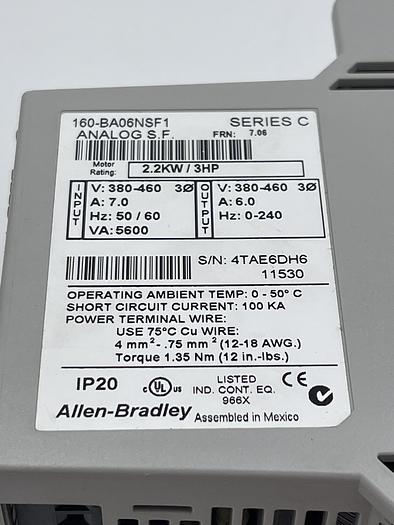 160-BA06NSF1 SERIES C
ANALOG S.F. FRN: 7.06
Motor Rating: 2.2KW / 3HP
INPUT
V: 380-460 3Ø
A: 7.0
Hz: 50 / 60
VA: 5600
OUTPUT
V: 380-460 3Ø
A: 6.0
Hz: 0-240
S/N: 4TAE6DH6
11530
OPERATING AMBIENT TEMP: 0 - 50° C
SHORT CIRCUIT CURRENT: 100 KA
POWER TERMINAL WIRE:
USE 75°C Cu WIRE:
4 mm²- .75 mm² (12-18 AWG.)
Torque 1.35 Nm (12 in.-lbs.)
IP20 c UL us LISTED IND. CONT. EQ. 966X CE
Allen-Bradley Assembled in Mexico